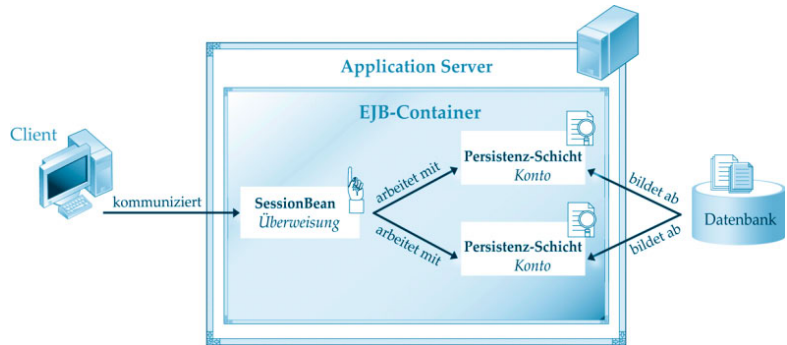 Application Server
EJB-Container
Client
kommuniziert
SessionBean
Überweisung
arbeitet mit
arbeitet mit
Persistenz-Schicht
Konto
Persistenz-Schicht
Konto
bildet ab
bildet ab
Datenbank